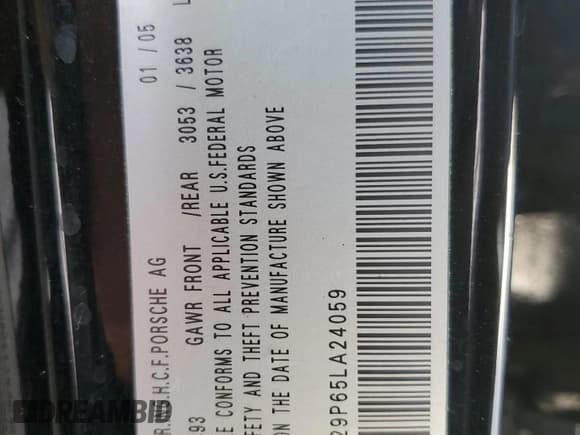 R. .H.C.F.PORSCHE AG 01 / 05
93 GAWR FRONT /REAR 3053 / 3638 L
E CONFORMS TO ALL APPLICABLE U.S.FEDERAL MOTOR
FETY AND THEFT PREVENTION STANDARDS
ON THE DATE OF MANUFACTURE SHOWN ABOVE
29P65LA24059
DREAMBID